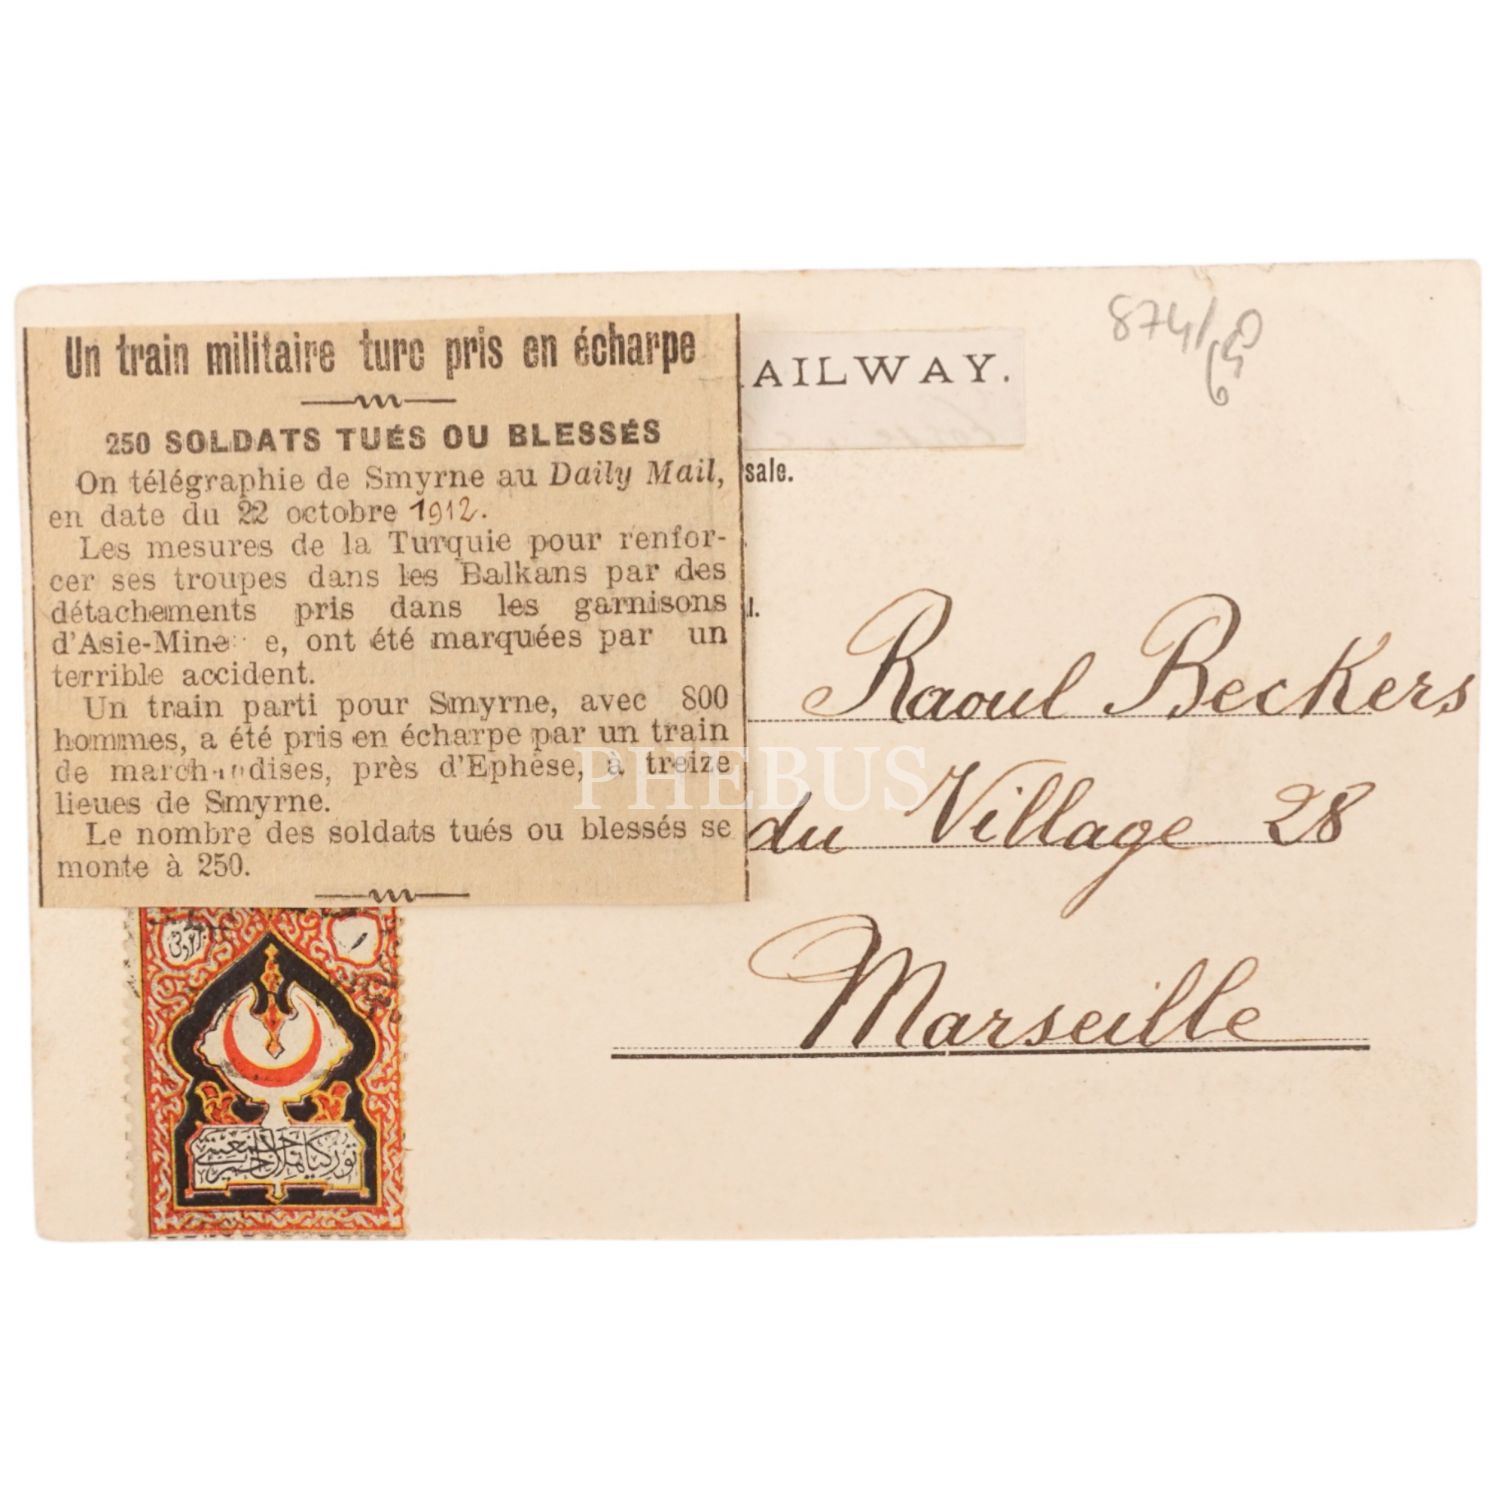 Un train militaire turc pris en écharpe
250 SOLDATS TUÉS OU BLESSÉS
On télégraphie de Smyrne au Daily Mail,
en date du 22 octobre 1912.
Les mesures de la Turquie pour renfor-
cer ses troupes dans les Balkans par des
détachements pris dans les garnisons
d'Asie-Mine e, ont été marquées par un
terrible accident.
Un train parti pour Smyrne, avec 800
hommes, a été pris en écharpe par un train
de marchandises, près d'Ephèse, à treize
lieues de Smyrne.
Le nombre des soldats tués ou blessés se
monte à 250.
AILWAY.
sale.
l.
874/
650
Raoul Beckers
du Village 28
Marseille
PHEBUS
١